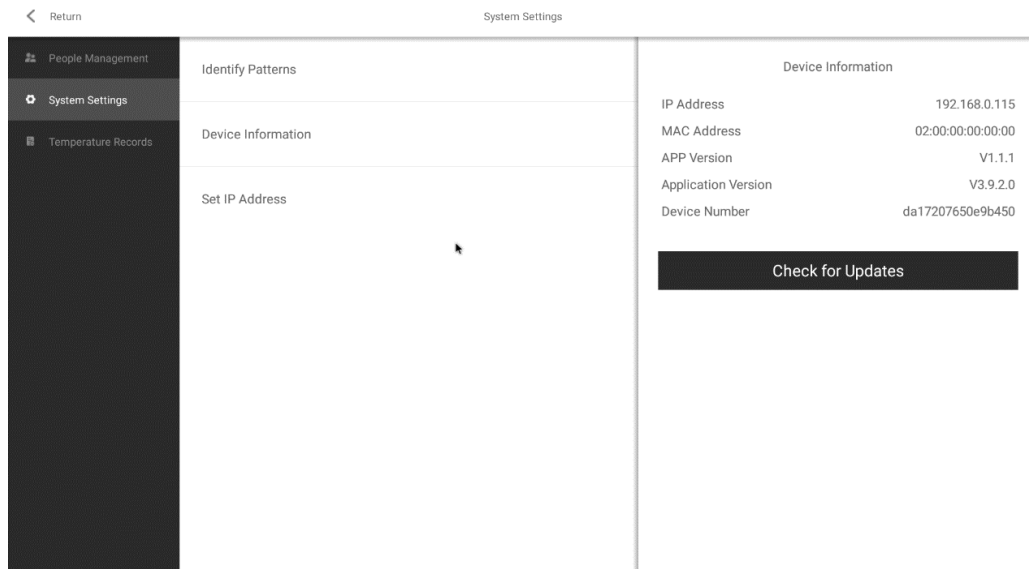 Return
System Settings
People Management
System Settings
Temperature Records
Identify Patterns
Device Information
Set IP Address
Device Information
IP Address 192.168.0.115
MAC Address 02:00:00:00:00:00
APP Version V1.1.1
Application Version V3.9.2.0
Device Number da17207650e9b450
Check for Updates